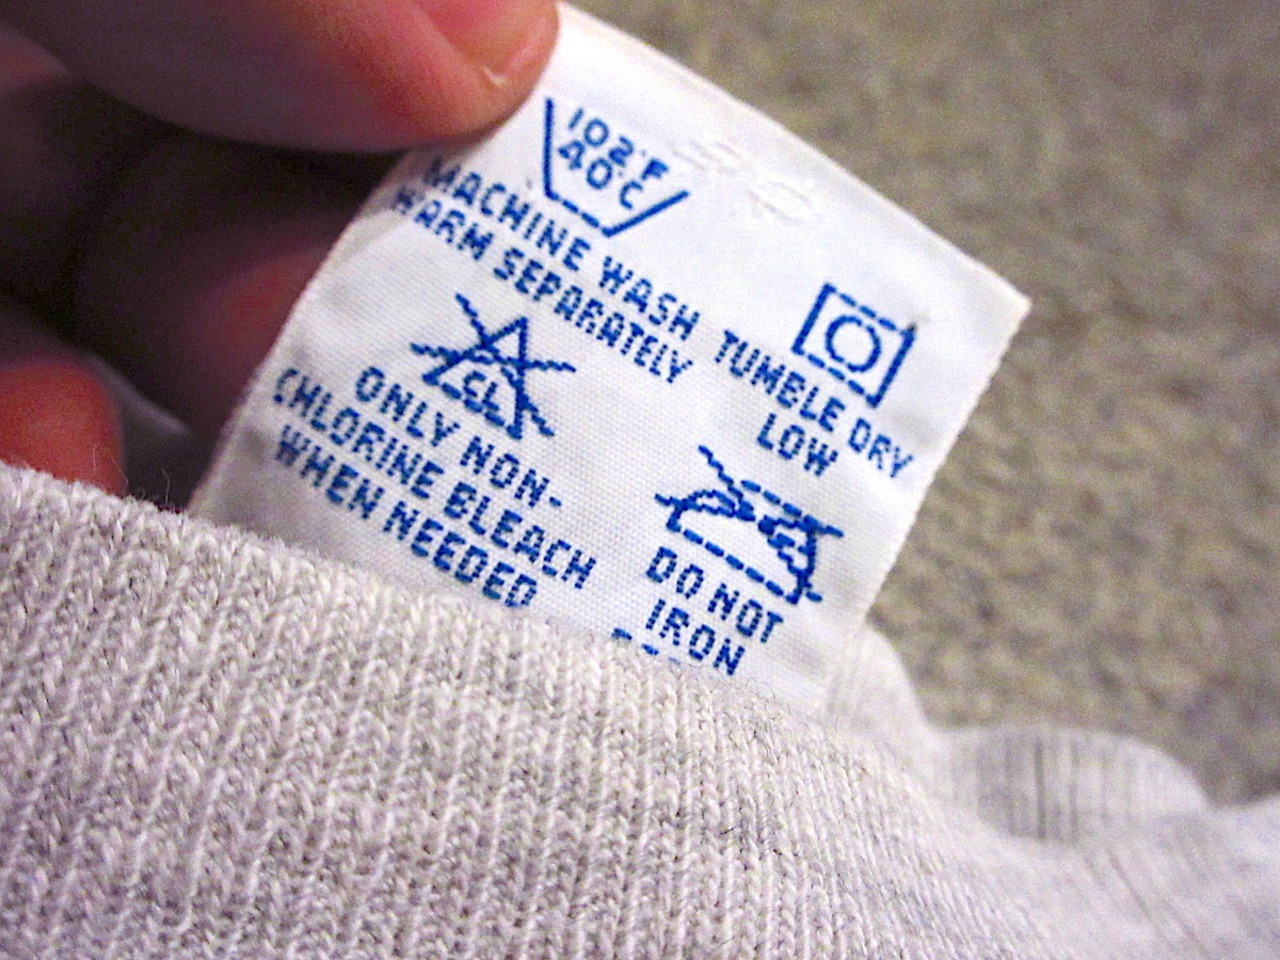 102°F
40°C
MACHINE WASH
WARM SEPARATELY
CL
ONLY NON-
CHLORINE BLEACH
WHEN NEEDED
TUMBLE DRY
LOW
DO NOT
IRON